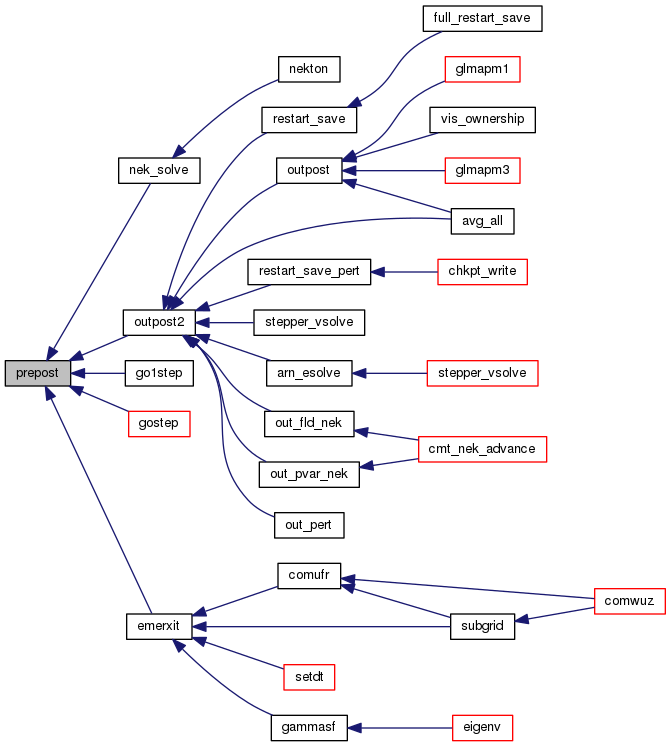 full_restart_save
nekton
glmapm1
restart_save
vis_ownership
nek_solve
outpost
glmapm3
avg_all
restart_save_pert
chkpt_write
outpost2
stepper_vsolve
prepost
go1step
arn_esolve
stepper_vsolve
gostep
out_fld_nek
cmt_nek_advance
out_pvar_nek
out_pert
comufr
comwuz
emerxit
subgrid
setdt
gammasf
eigenv